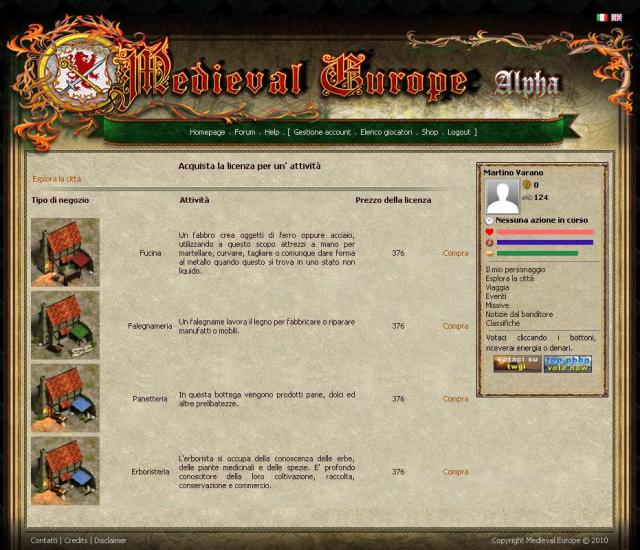 Medieval Europe Alpha
Homepage . Forum . Help . [ Gestione account . Elenco giocatori . Shop . Logout ]
Acquista la licenza per un' attività
Esplora la città
Tipo di negozio Attività Prezzo della licenza
Fucina
Un fabbro crea oggetti di ferro oppure acciaio,
utilizzando a questo scopo attrezzi a mano per
martellare, curvare, tagliare o comunque dare forma
al metallo quando questo si trova in uno stato non
liquido.
376 Compra
Falegnameria
Un falegname lavora il legno per fabbricare o riparare
manufatti o mobili.
376 Compra
Panetteria
In questa bottega vengono prodotti pane, dolci ed
altre prelibatezze.
376 Compra
Erboristeria
L'erborista si occupa della conoscenza delle erbe,
delle piante medicinali e delle spezie. E' profondo
conoscitore della loro coltivazione, raccolta,
conservazione e commercio.
376 Compra
Martino Varano
0
124
Nessuna azione in corso
Il mio personaggio
Esplora la città
Viaggia
Eventi
Missive
Notizie dal banditore
Classifiche
Votaci cliccando i bottoni,
riceverai energia o denari.
votaci su
twgi
top-pbbg
vote now
Contatti | Credits | Disclaimer
Copyright Medieval Europe © 2010